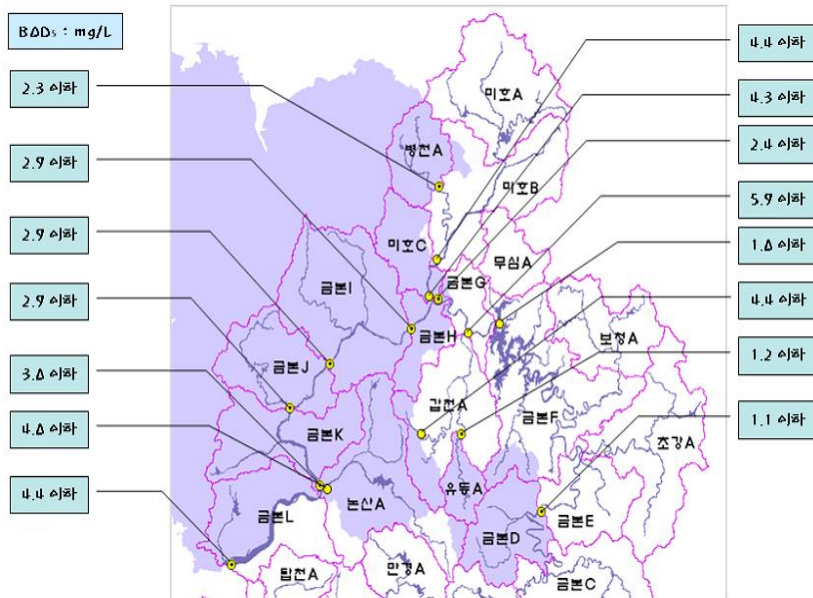 BOD₅ : mg/L
2.3 이하
2.9 이하
2.9 이하
2.9 이하
3.0 이하
4.0 이하
4.4 이하
미호A
병천A
미호B
미호C
무심A
금본G
금본I
금본H
보청A
금본J
갑천A
금본F
금본K
초강A
유등A
논산A
금본L
금본E
금본D
탑천A
만경A
금본C
4.4 이하
4.3 이하
2.4 이하
5.9 이하
1.0 이하
4.4 이하
1.2 이하
1.1 이하